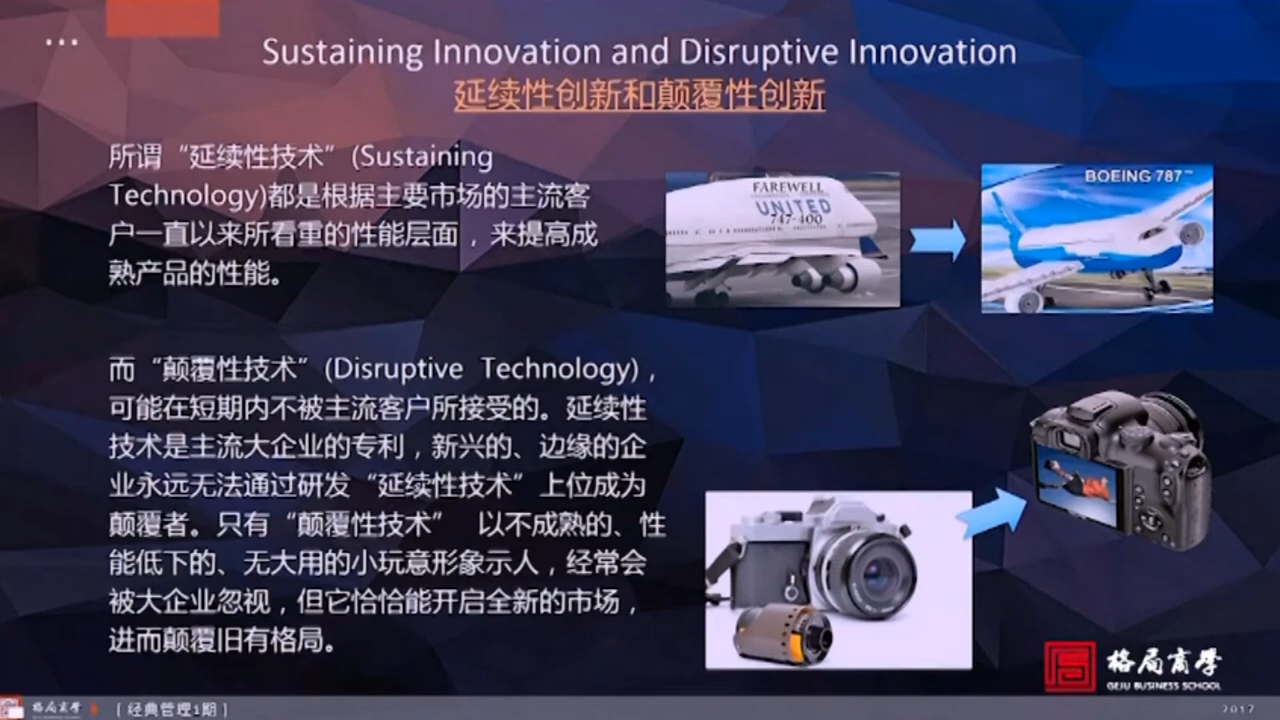 Sustaining Innovation and Disruptive Innovation
延续性创新和颠覆性创新
所谓“延续性技术”(Sustaining
Technology)都是根据主要市场的主流客
户一直以来所看重的性能层面，来提高成
熟产品的性能。
FAREWELL
UNITED
747-400
BOEING 787™
而“颠覆性技术”(Disruptive Technology)，
可能在短期内不被主流客户所接受的。延续性
技术是主流大企业的专利，新兴的、边缘的企
业永远无法通过研发“延续性技术”上位成为
颠覆者。只有“颠覆性技术” 以不成熟的、性
能低下的、无大用的小玩意形象示人，经常会
被大企业忽视，但它恰恰能开启全新的市场，
进而颠覆旧有格局。
格局商学
GEJU BUSINESS SCHOOL
格局商学
[ 经典管理1期 ]
2017